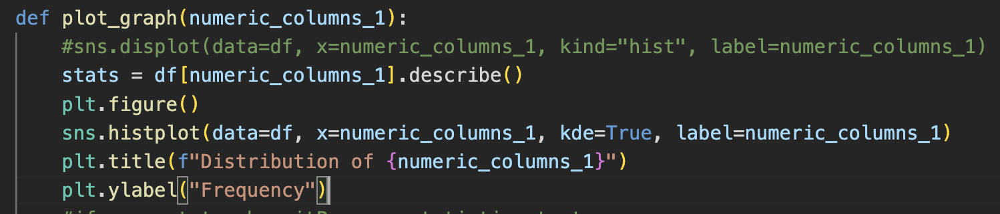 def plot_graph(numeric_columns_1):
#sns.displot(data=df, x=numeric_columns_1, kind="hist", label=numeric_columns_1)
stats = df[numeric_columns_1].describe()
plt.figure()
sns.histplot(data=df, x=numeric_columns_1, kde=True, label=numeric_columns_1)
plt.title(f"Distribution of {numeric_columns_1}")
plt.ylabel("Frequency")